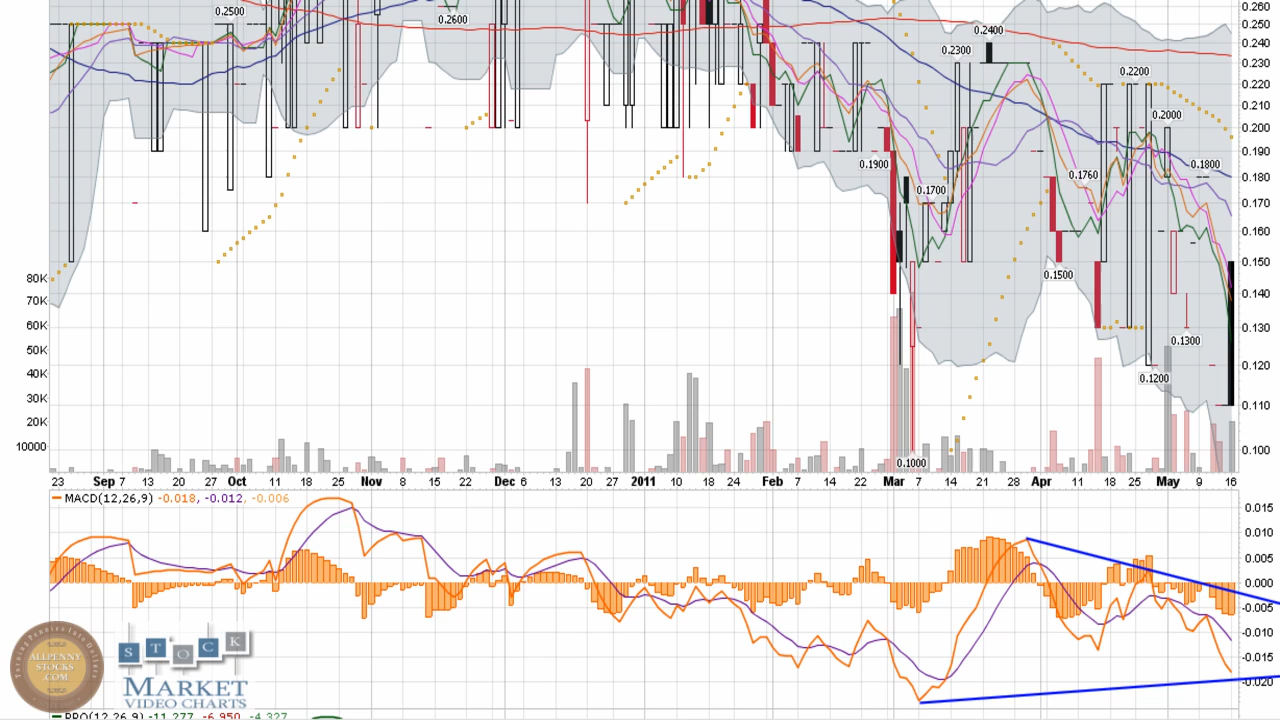 0.260
0.2500
0.2600
0.250
0.2400
0.240
0.2300
0.230
0.2200
0.220
0.210
0.2000
0.200
0.190
0.1900
0.1800
0.1760
0.180
0.1700
0.170
0.160
0.1500
0.150
80K
70K
0.140
60K
0.130
0.1300
50K
0.120
40K
0.1200
30K
0.110
20K
10000
0.1000
0.100
23 Sep 7 13 20 27 Oct 11 18 25 Nov 8 15 22 Dec 6 13 20 27 2011 10 18 24 Feb 7 14 22 Mar 7 14 21 28 Apr 11 18 25 May 9 16
MACD(12,26,9) -0.018, -0.012, -0.006
0.015
0.010
0.005
0.000
-0.005
-0.010
-0.015
-0.020
Turning Pennies Into Dollars
ALLPENNY
STOCKS
.COM
STOCK
MARKET
VIDEO CHARTS
PPO(12,26,9) -11.277, -6.950, -4.327